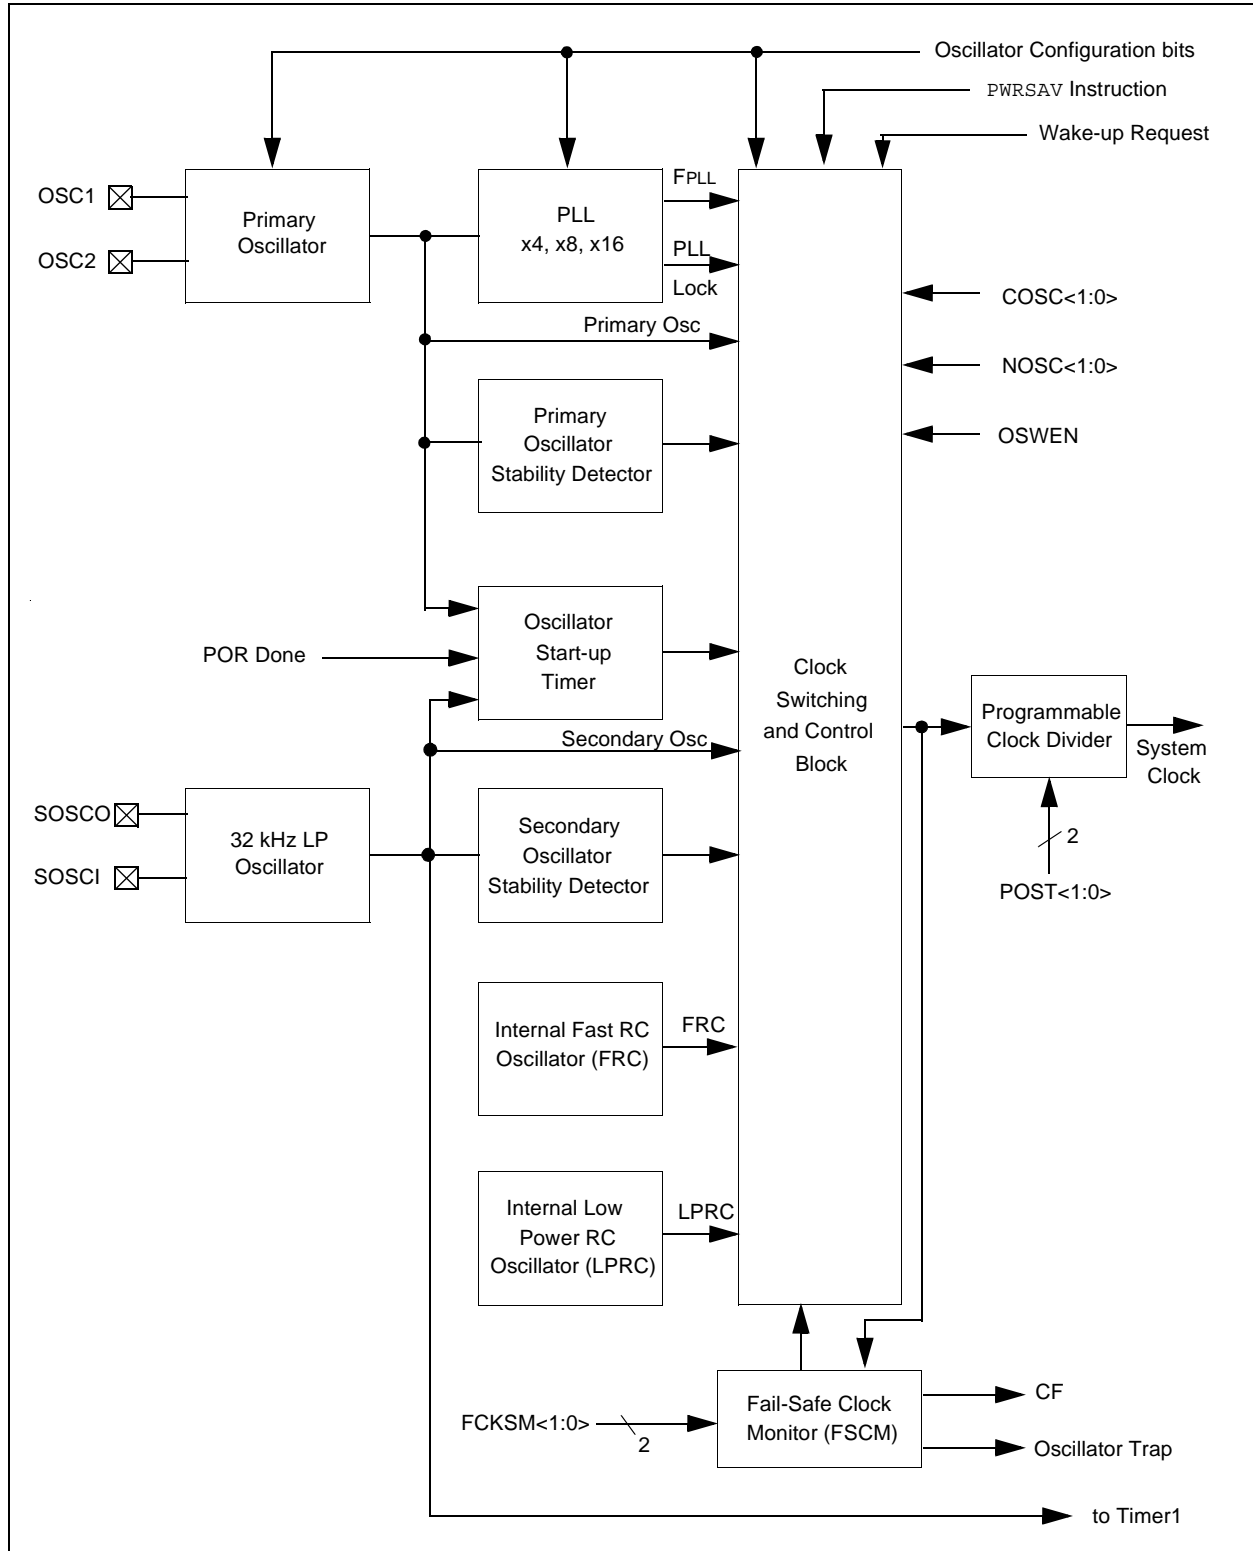 Oscillator Configuration bits
PWRSAV Instruction
Wake-up Request
OSC1
OSC2
Primary
Oscillator
PLL
x4, x8, x16
FPLL
PLL
Lock
Primary Osc
COSC<1:0>
NOSC<1:0>
OSWEN
Primary
Oscillator
Stability Detector
POR Done
Oscillator
Start-up
Timer
Secondary Osc
Clock
Switching
and Control
Block
Programmable
Clock Divider
System
Clock
2
POST<1:0>
SOSCO
SOSCI
32 kHz LP
Oscillator
Secondary
Oscillator
Stability Detector
Internal Fast RC
Oscillator (FRC)
FRC
Internal Low
Power RC
Oscillator (LPRC)
LPRC
FCKSM<1:0>
2
Fail-Safe Clock
Monitor (FSCM)
CF
Oscillator Trap
to Timer1